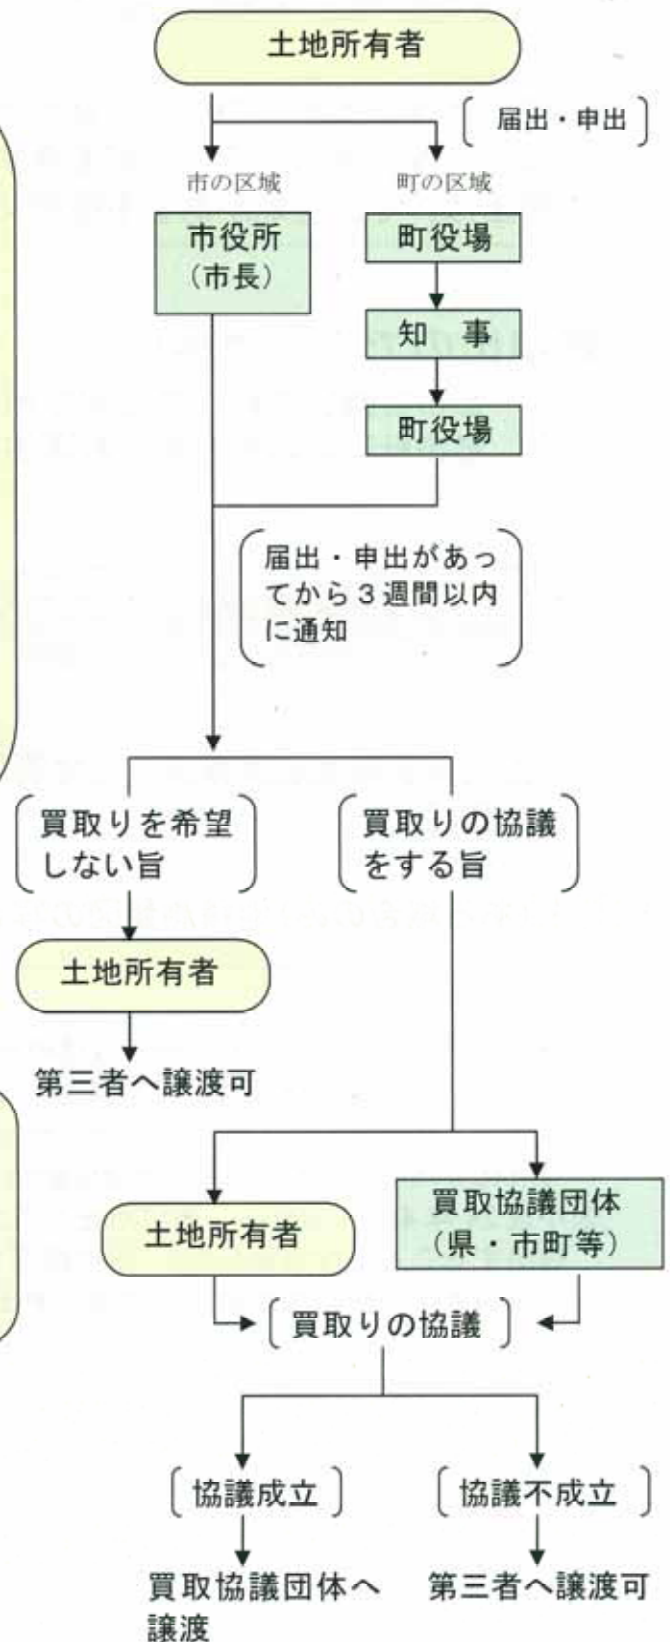 土地所有者
届出・申出
市の区域
町の区域
市役所
(市長)
町役場
知 事
町役場
届出・申出があっ
てから3週間以内
に通知
買取りを希望
しない旨
買取りの協議
をする旨
土地所有者
第三者へ譲渡可
土地所有者
買取協議団体
(県・市町等)
買取りの協議
協議成立
協議不成立
買取協議団体へ
譲渡
第三者へ譲渡可